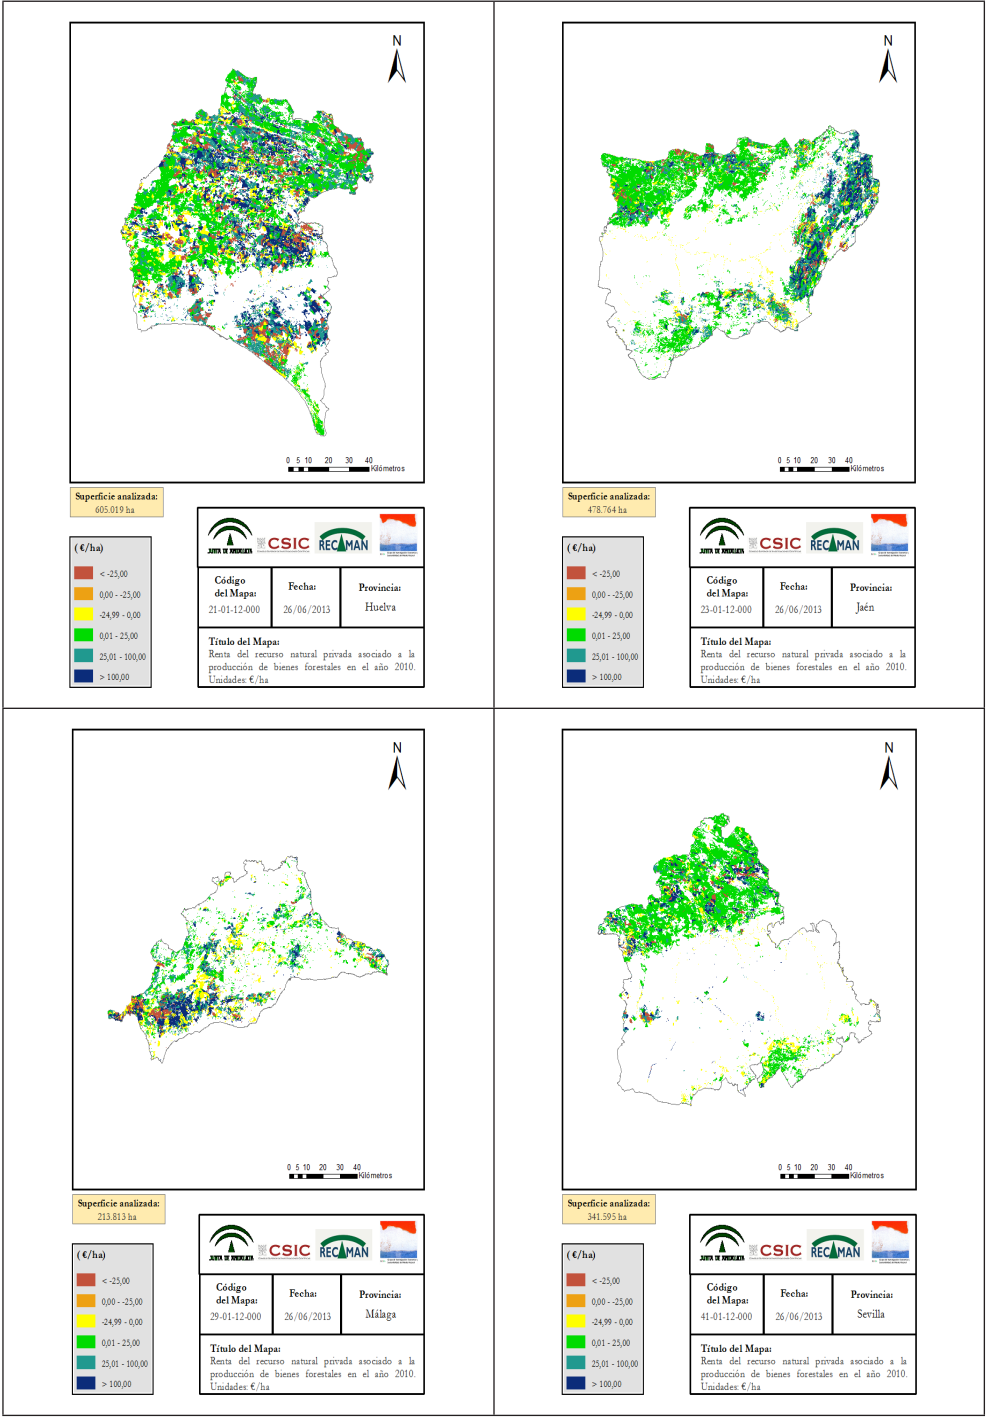 N
0 5 10 20 30 40
Kilómetros
Superficie analizada:
605.019 ha
(€/ha)
< -25,00
0,00 - -25,00
-24,99 - 0,00
0,01 - 25,00
25,01 - 100,00
> 100,00
JUNTA DE ANDALUCIA
CSIC
RECAMAN
Código
del Mapa:
21-01-12-000
Fecha:
26/06/2013
Provincia:
Huelva
Título del Mapa:
Renta del recurso natural privada asociado a la
producción de bienes forestales en el año 2010.
Unidades: €/ha
N
0 5 10 20 30 40
Kilómetros
Superficie analizada:
478.764 ha
(€/ha)
< -25,00
0,00 - -25,00
-24,99 - 0,00
0,01 - 25,00
25,01 - 100,00
> 100,00
JUNTA DE ANDALUCIA
CSIC
RECAMAN
Código
del Mapa:
23-01-12-000
Fecha:
26/06/2013
Provincia:
Jaén
Título del Mapa:
Renta del recurso natural privada asociado a la
producción de bienes forestales en el año 2010.
Unidades: €/ha
N
0 5 10 20 30 40
Kilómetros
Superficie analizada:
213.813 ha
(€/ha)
< -25,00
0,00 - -25,00
-24,99 - 0,00
0,01 - 25,00
25,01 - 100,00
> 100,00
JUNTA DE ANDALUCIA
CSIC
RECAMAN
Código
del Mapa:
29-01-12-000
Fecha:
26/06/2013
Provincia:
Málaga
Título del Mapa:
Renta del recurso natural privada asociado a la
producción de bienes forestales en el año 2010.
Unidades: €/ha
N
0 5 10 20 30 40
Kilómetros
Superficie analizada:
341.595 ha
(€/ha)
< -25,00
0,00 - -25,00
-24,99 - 0,00
0,01 - 25,00
25,01 - 100,00
> 100,00
JUNTA DE ANDALUCIA
CSIC
RECAMAN
Código
del Mapa:
41-01-12-000
Fecha:
26/06/2013
Provincia:
Sevilla
Título del Mapa:
Renta del recurso natural privada asociado a la
producción de bienes forestales en el año 2010.
Unidades: €/ha